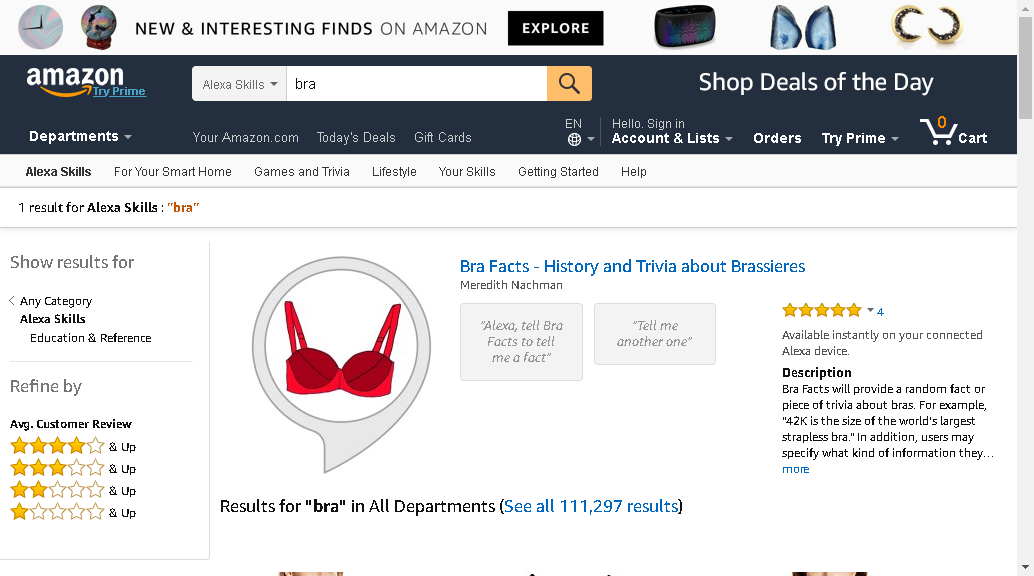 NEW & INTERESTING FINDS ON AMAZON
EXPLORE
amazon
Try Prime
Alexa Skills
bra
Shop Deals of the Day
Departments
Your Amazon.com
Today's Deals
Gift Cards
EN
Hello. Sign in
Account & Lists
Orders
Try Prime
0
Cart
Alexa Skills
For Your Smart Home
Games and Trivia
Lifestyle
Your Skills
Getting Started
Help
1 result for Alexa Skills : "bra"
Show results for
Any Category
Alexa Skills
Education & Reference
Refine by
Avg. Customer Review
& Up
& Up
& Up
& Up
Bra Facts - History and Trivia about Brassieres
Meredith Nachman
"Alexa, tell Bra
Facts to tell
me a fact"
"Tell me
another one"
4
Available instantly on your connected
Alexa device.
Description
Bra Facts will provide a random fact or
piece of trivia about bras. For example,
"42K is the size of the world's largest
strapless bra." In addition, users may
specify what kind of information they...
more
Results for "bra" in All Departments (See all 111,297 results)